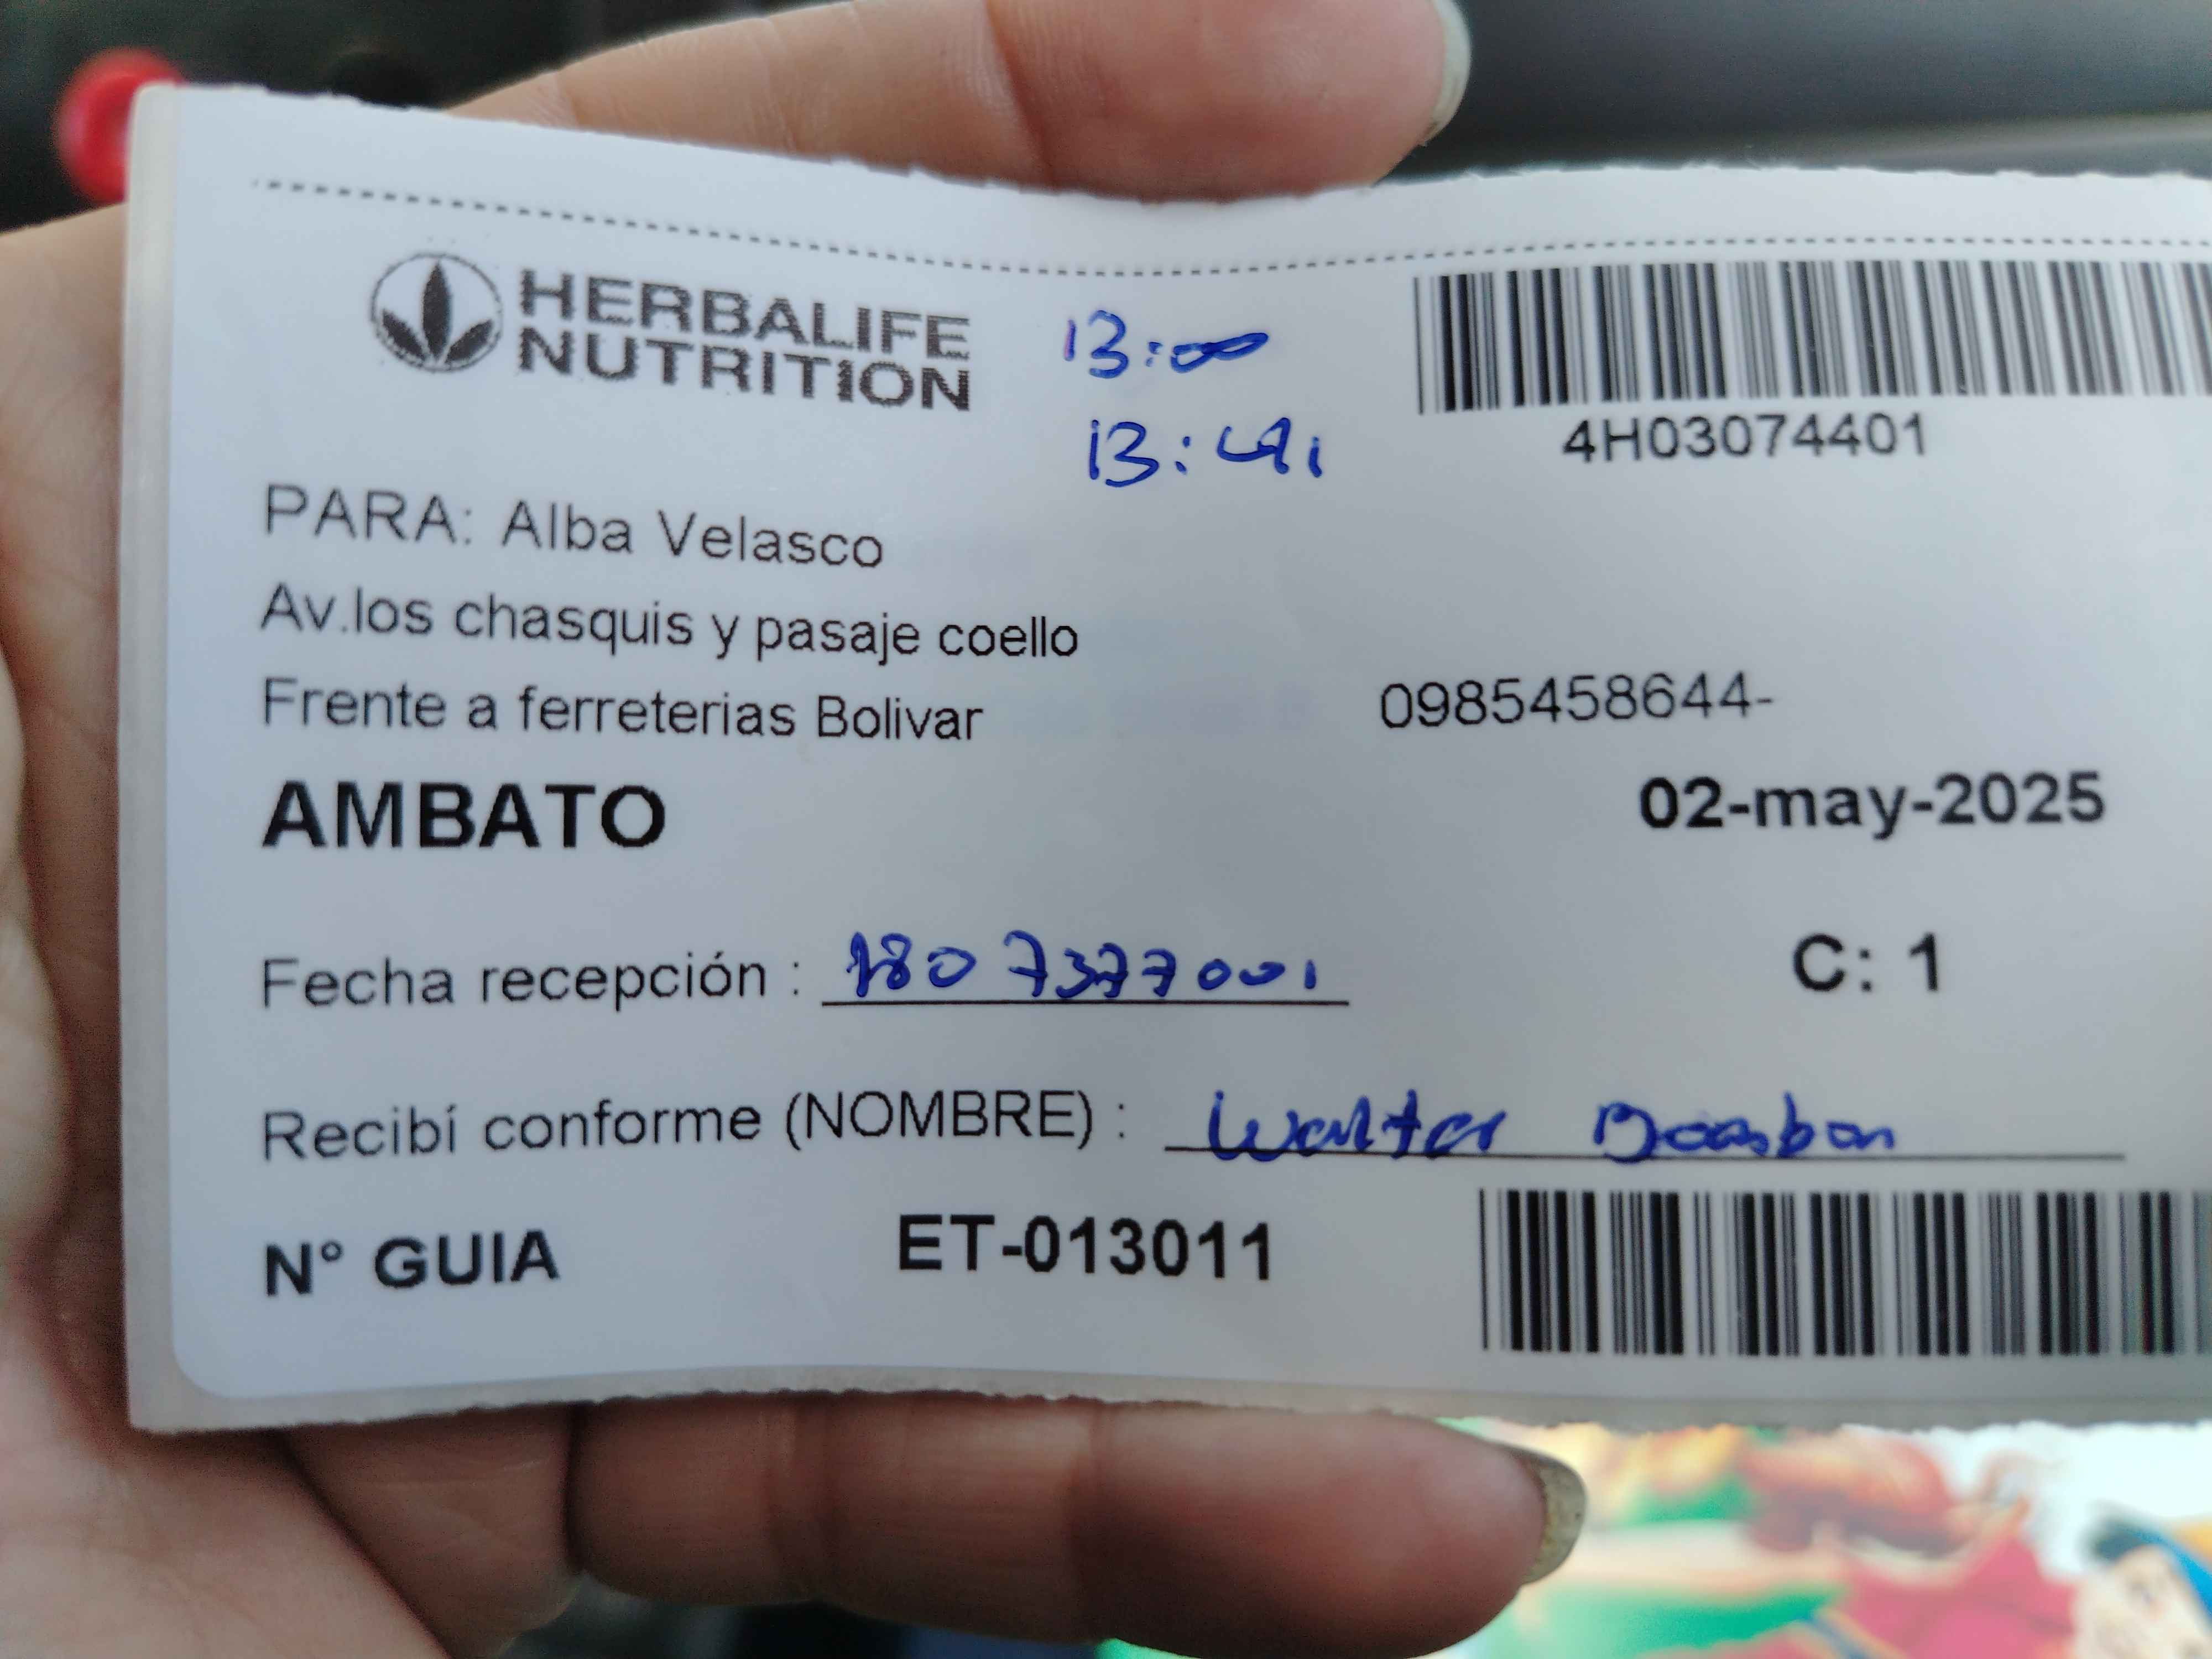 HERBALIFE
NUTRITION
13:00
13:41
4H03074401
PARA: Alba Velasco
Av.los chasquis y pasaje coello
Frente a ferreterias Bolivar
0985458644-
AMBATO
02-may-2025
Fecha recepción : 1807377001
C: 1
Recibí conforme (NOMBRE) : Walter
N° GUIA ET-013011